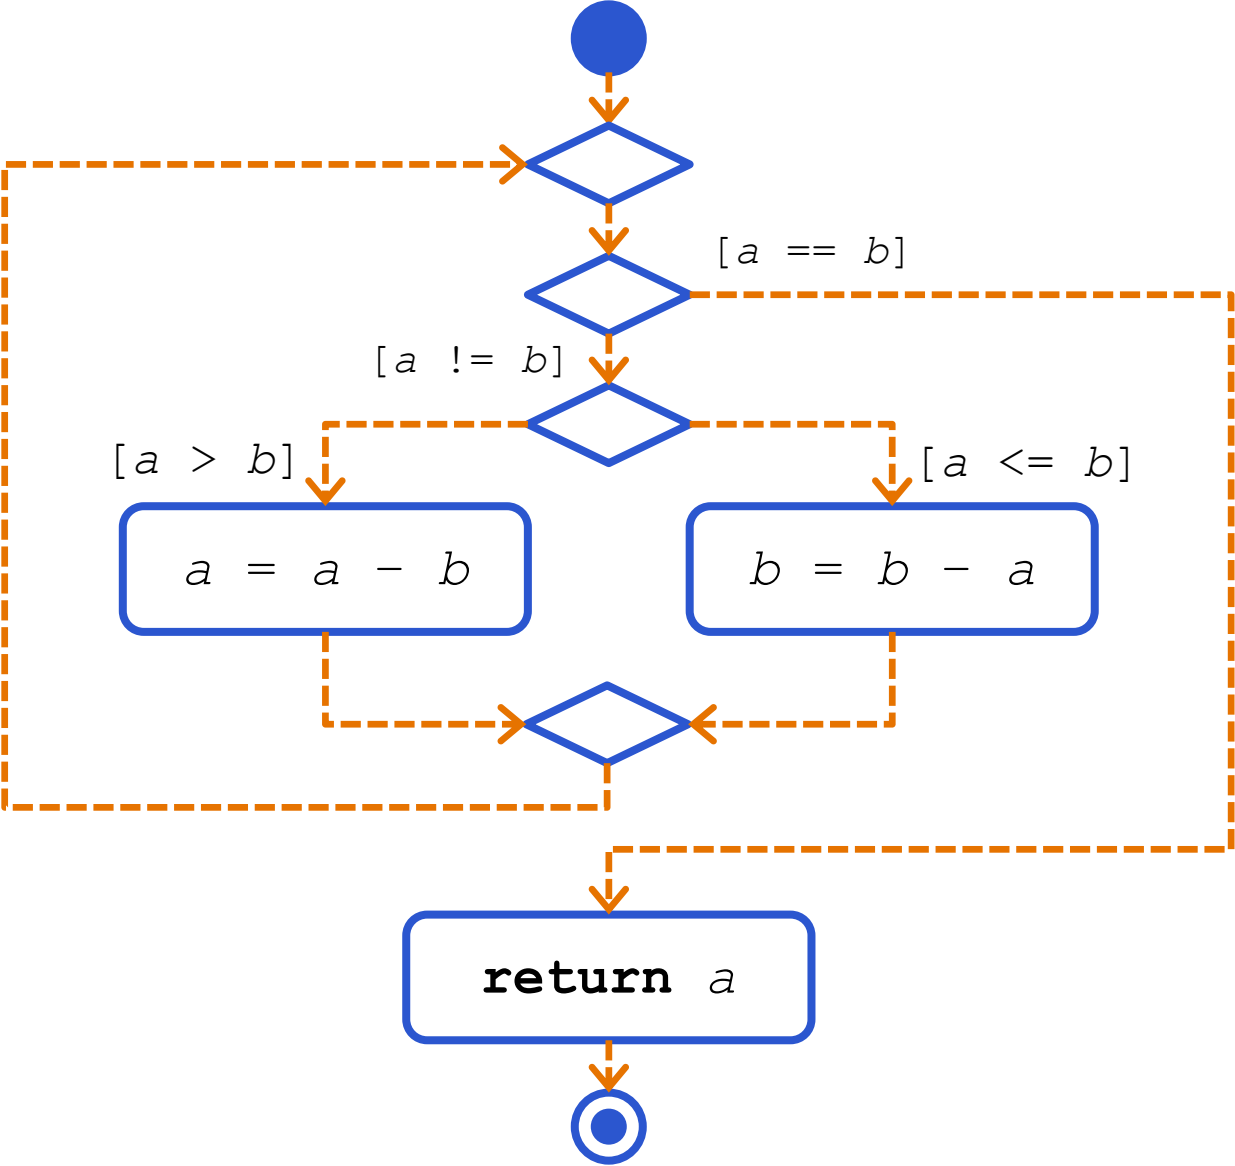 [a == b]
[a != b]
[a > b]
[a <= b]
a = a - b
b = b - a
return a